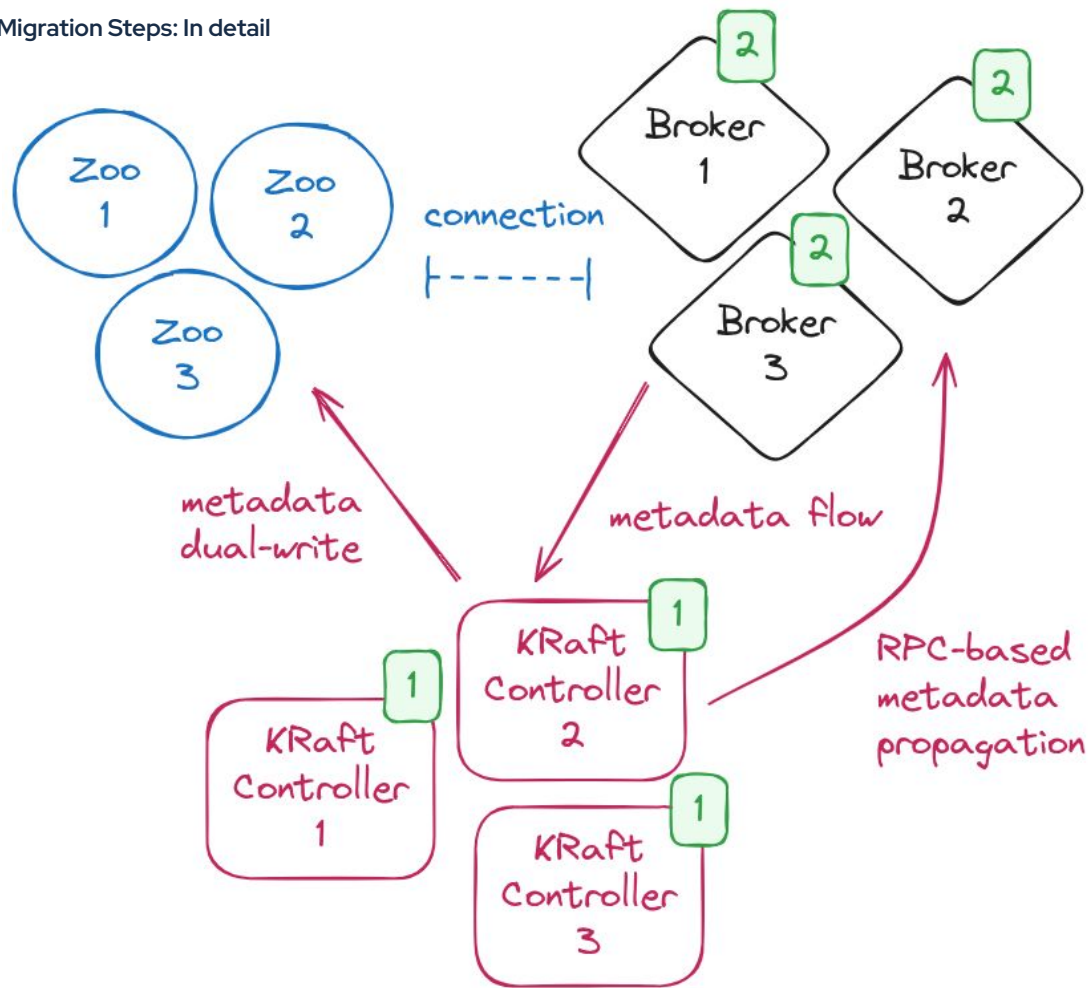 Migration Steps: In detail
2
Broker
1
2
Broker
2
Zoo
1
Zoo
2
connection
2
Broker
3
Zoo
3
metadata
dual-write
metadata flow
1
KRaft
Controller
2
RPC-based
metadata
propagation
1
KRaft
Controller
1
1
KRaft
Controller
3